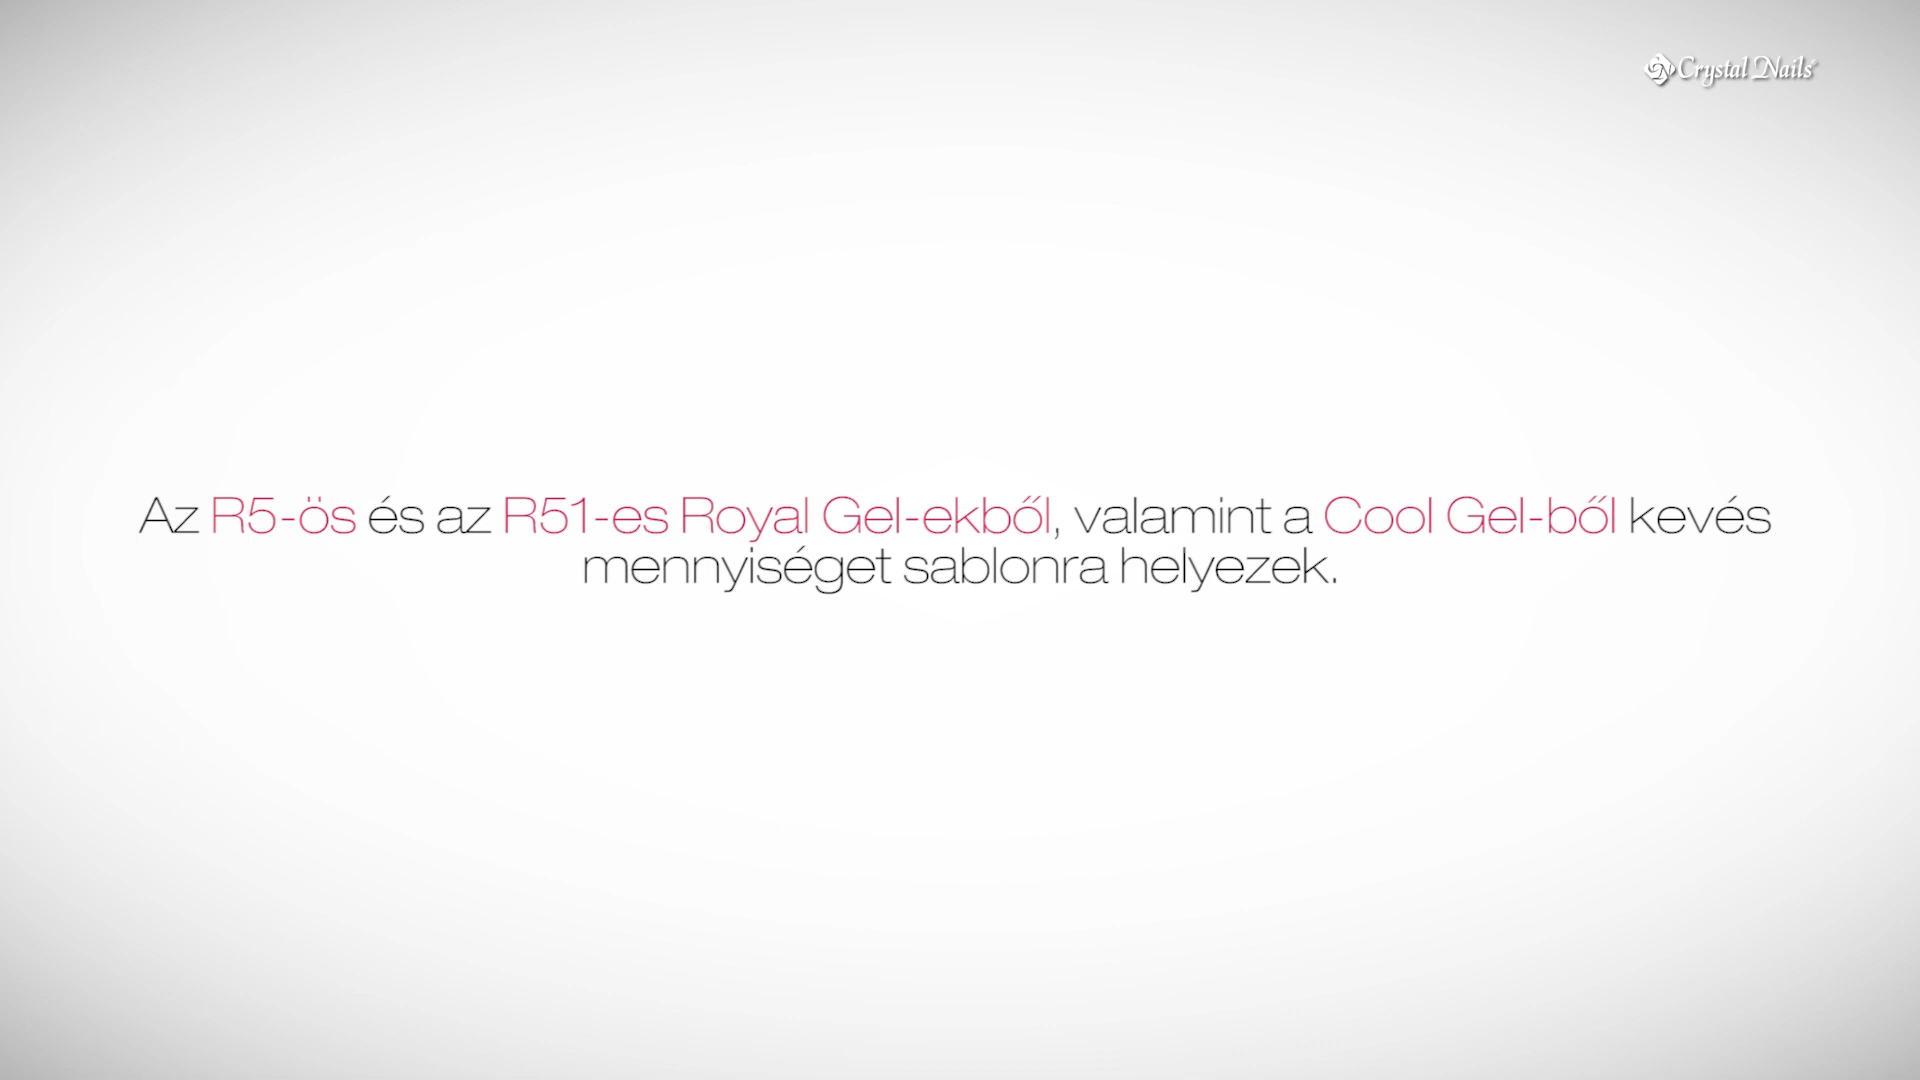 Crystal Nails
Az R5-ös és az R51-es Royal Gel-ekből, valamint a Cool Gel-ből kevés
mennyiséget sablonra helyezek.